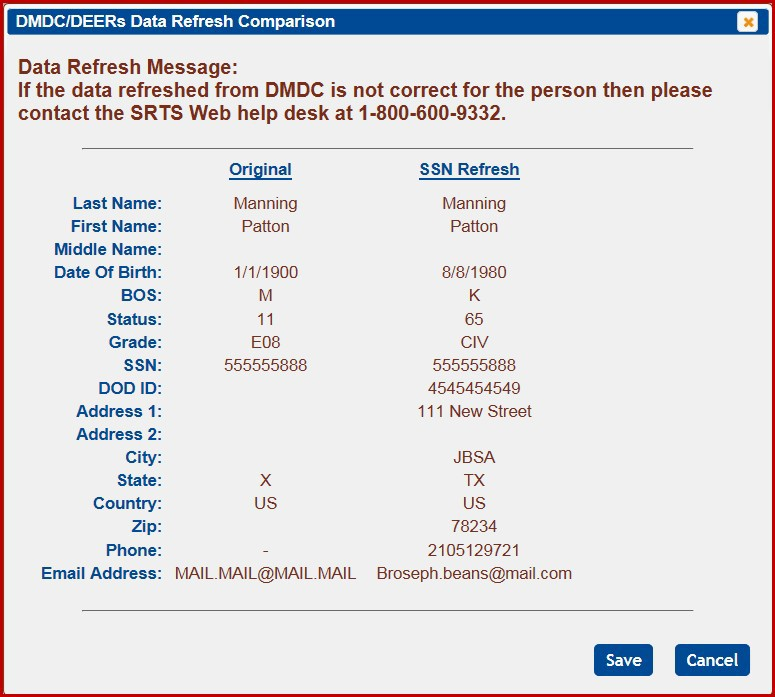 DMDC/DEERs Data Refresh Comparison
Data Refresh Message:
If the data refreshed from DMDC is not correct for the person then please
contact the SRTS Web help desk at 1-800-600-9332.
Original SSN Refresh
Last Name: Manning Manning
First Name: Patton Patton
Middle Name:
Date Of Birth: 1/1/1900 8/8/1980
BOS: M K
Status: 11 65
Grade: E08 CIV
SSN: 555555888 555555888
DOD ID: 4545454549
Address 1: 111 New Street
Address 2:
City: JBSA
State: X TX
Country: US US
Zip: 78234
Phone: - 2105129721
Email Address: MAIL.MAIL@MAIL.MAIL Broseph.beans@mail.com
Save Cancel